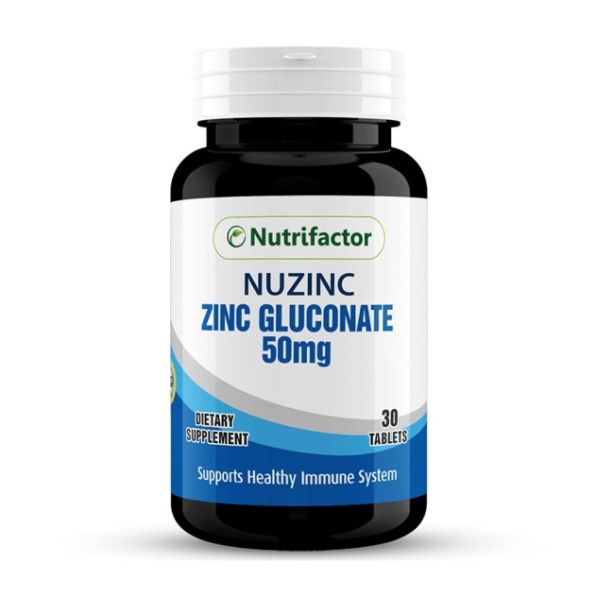 Nutrifactor
NUZINC
ZINC GLUCONATE
50mg
DIETARY
SUPPLEMENT
30
TABLETS
Supports Healthy Immune System